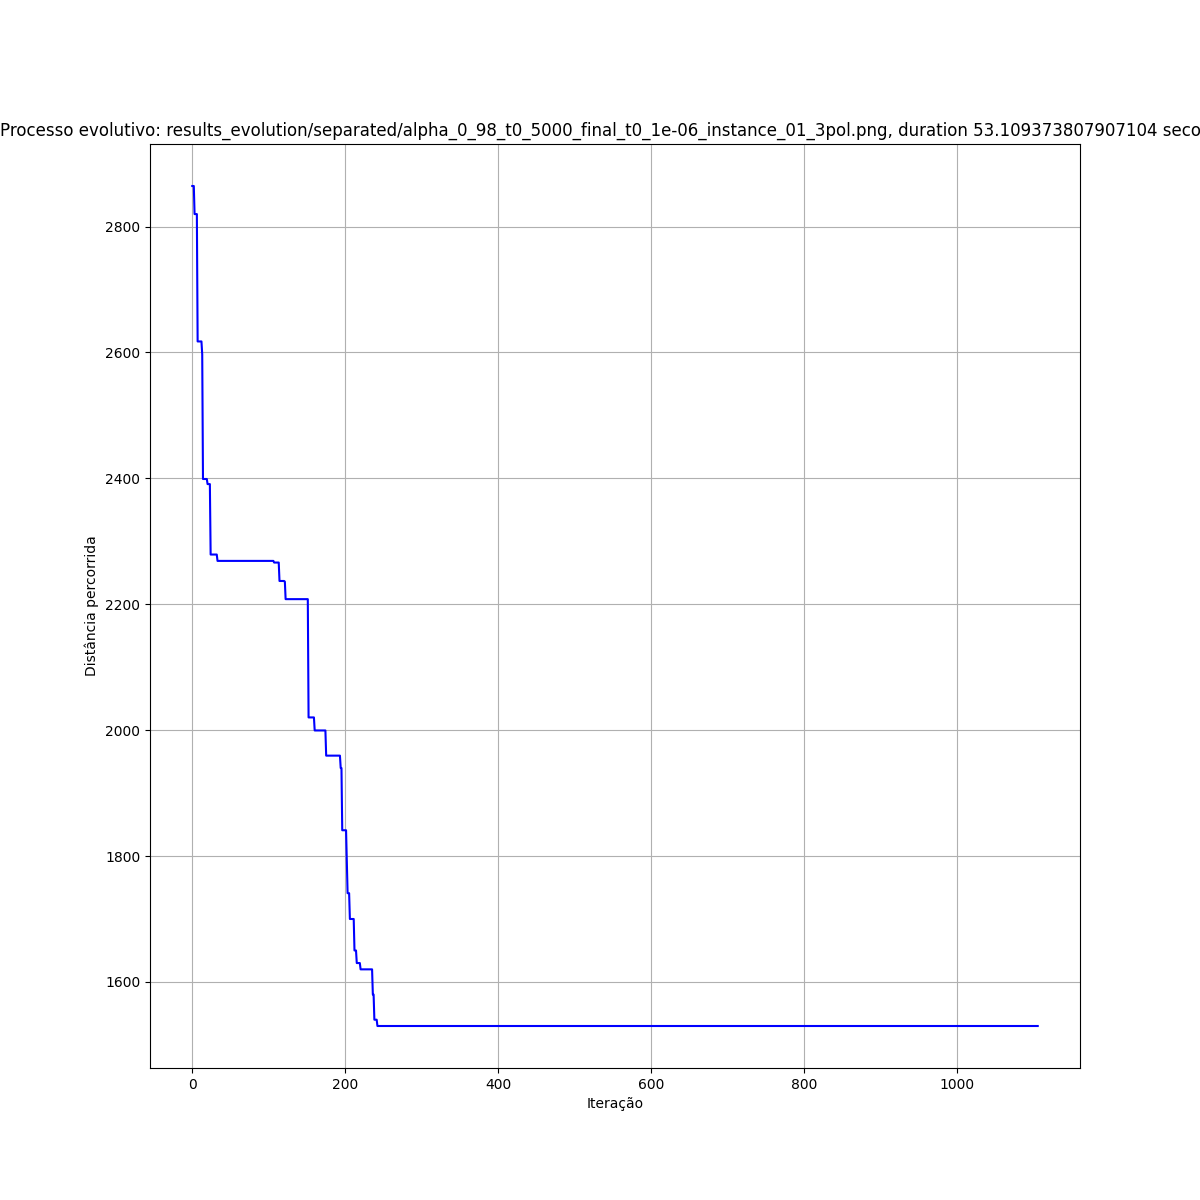 Processo evolutivo: results_evolution/separated/alpha_0_98_t0_5000_final_t0_1e-06_instance_01_3pol.png, duration 53.109373807907104 seco
2800
2600
2400
2200
2000
1800
1600
Distância percorrida
0 200 400 600 800 1000
Iteração